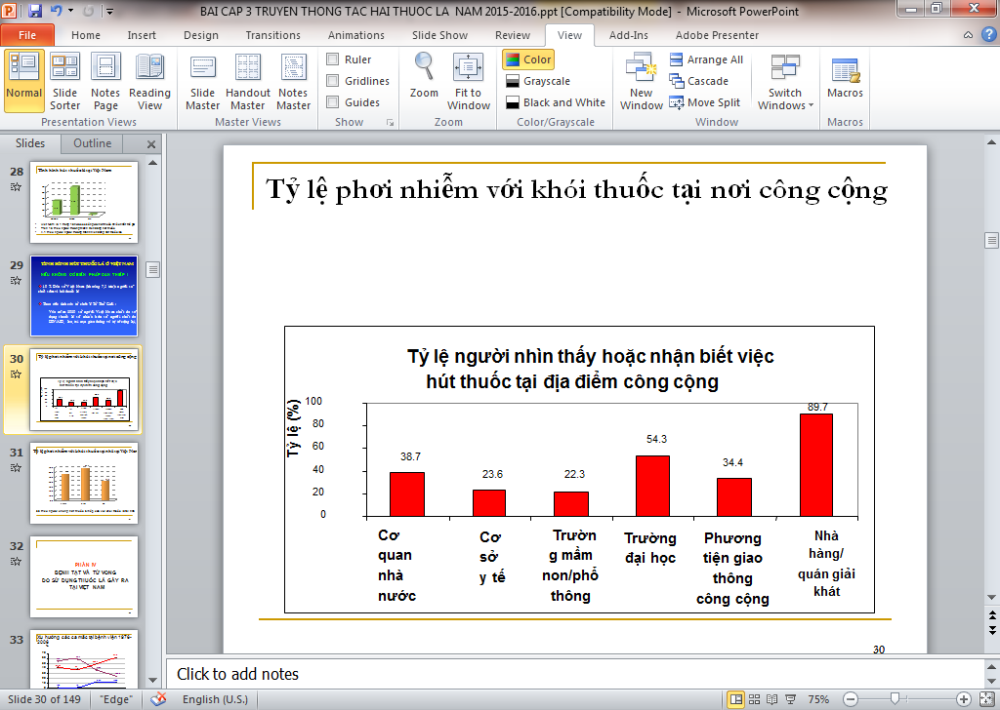 BAI CAP 3 TRUYEN THONG TAC HAI THUOC LA  NAM 2015-2016.ppt [Compatibility Mode]  -  Microsoft PowerPoint
File Home Insert Design Transitions Animations Slide Show Review View Add-Ins Adobe Presenter
Normal
Slide Sorter
Notes Page
Reading View
Presentation Views
Slide Master
Handout Master
Notes Master
Master Views
Ruler
Gridlines
Guides
Show
Zoom
Fit to Window
Zoom
Color
Grayscale
Black and White
Color/Grayscale
New Window
Arrange All
Cascade
Move Split
Switch Windows
Window
Macros
Macros
Slides Outline
28
29
30
31
32
33
PHẦN IV
BỆNH TẬT VÀ TỬ VONG
DO SỬ DỤNG THUỐC LÁ GÂY RA
TẠI VIỆT NAM
Tỷ lệ phơi nhiễm với khói thuốc tại nơi công cộng
Tỷ lệ người nhìn thấy hoặc nhận biết việc
hút thuốc tại địa điểm công cộng
Tỷ lệ (%)
100
80
60
40
20
0
38.7
23.6
22.3
54.3
34.4
89.7
Cơ
quan
nhà
nước
Cơ
sở
y tế
Trườn
g mầm
non/phổ
thông
Trường
đại học
Phương
tiện giao
thông
công cộng
Nhà
hàng/
quán giải
khát
30
Click to add notes
Slide 30 of 149 "Edge" English (U.S.) 75%